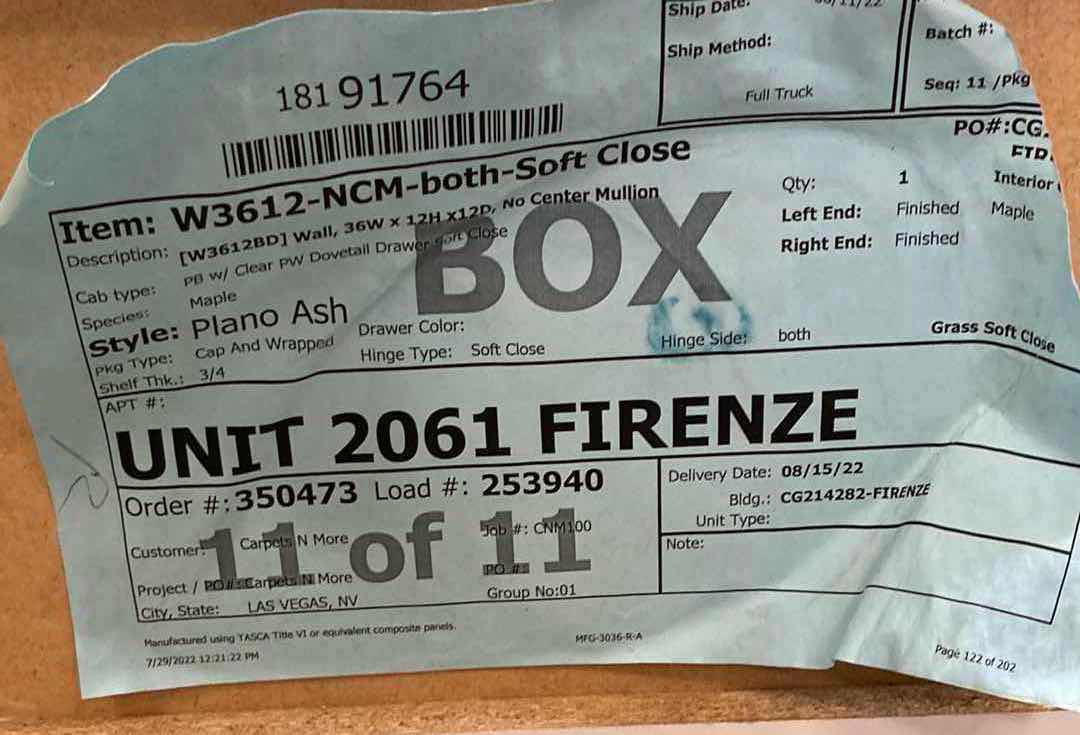 Ship Date:
Ship Method:
Full Truck
Batch #:
Seq: 11 /Pkg
181 91764
PO#:CG.
FTD.
Item: W3612-NCM-both-Soft Close
Description: [W3612BD] Wall, 36W x 12H x12D, No Center Mullion
Cab type: PB w/ Clear PW Dovetail Drawer Soft Close
Species: Maple
Style: Plano Ash
Pkg Type: Cap And Wrapped
Shelf Thk.: 3/4
BOX
Drawer Color:
Hinge Type: Soft Close
Qty: 1
Left End: Finished
Right End: Finished
Interior
Maple
Hinge Side: both
Grass Soft Close
APT #:
UNIT 2061 FIRENZE
Order #: 350473 Load #: 253940
11 of 11
Customer: Carpets N More
Job #: CNM100
Project / PO#: Carpets N More
PO #:
City, State: LAS VEGAS, NV
Group No:01
Delivery Date: 08/15/22
Bldg.: CG214282-FIRENZE
Unit Type:
Note:
Manufactured using TASCA Title VI or equivalent composite panels.
7/29/2022 12:21:22 PM
MFG-3036-R-A
Page 122 of 202